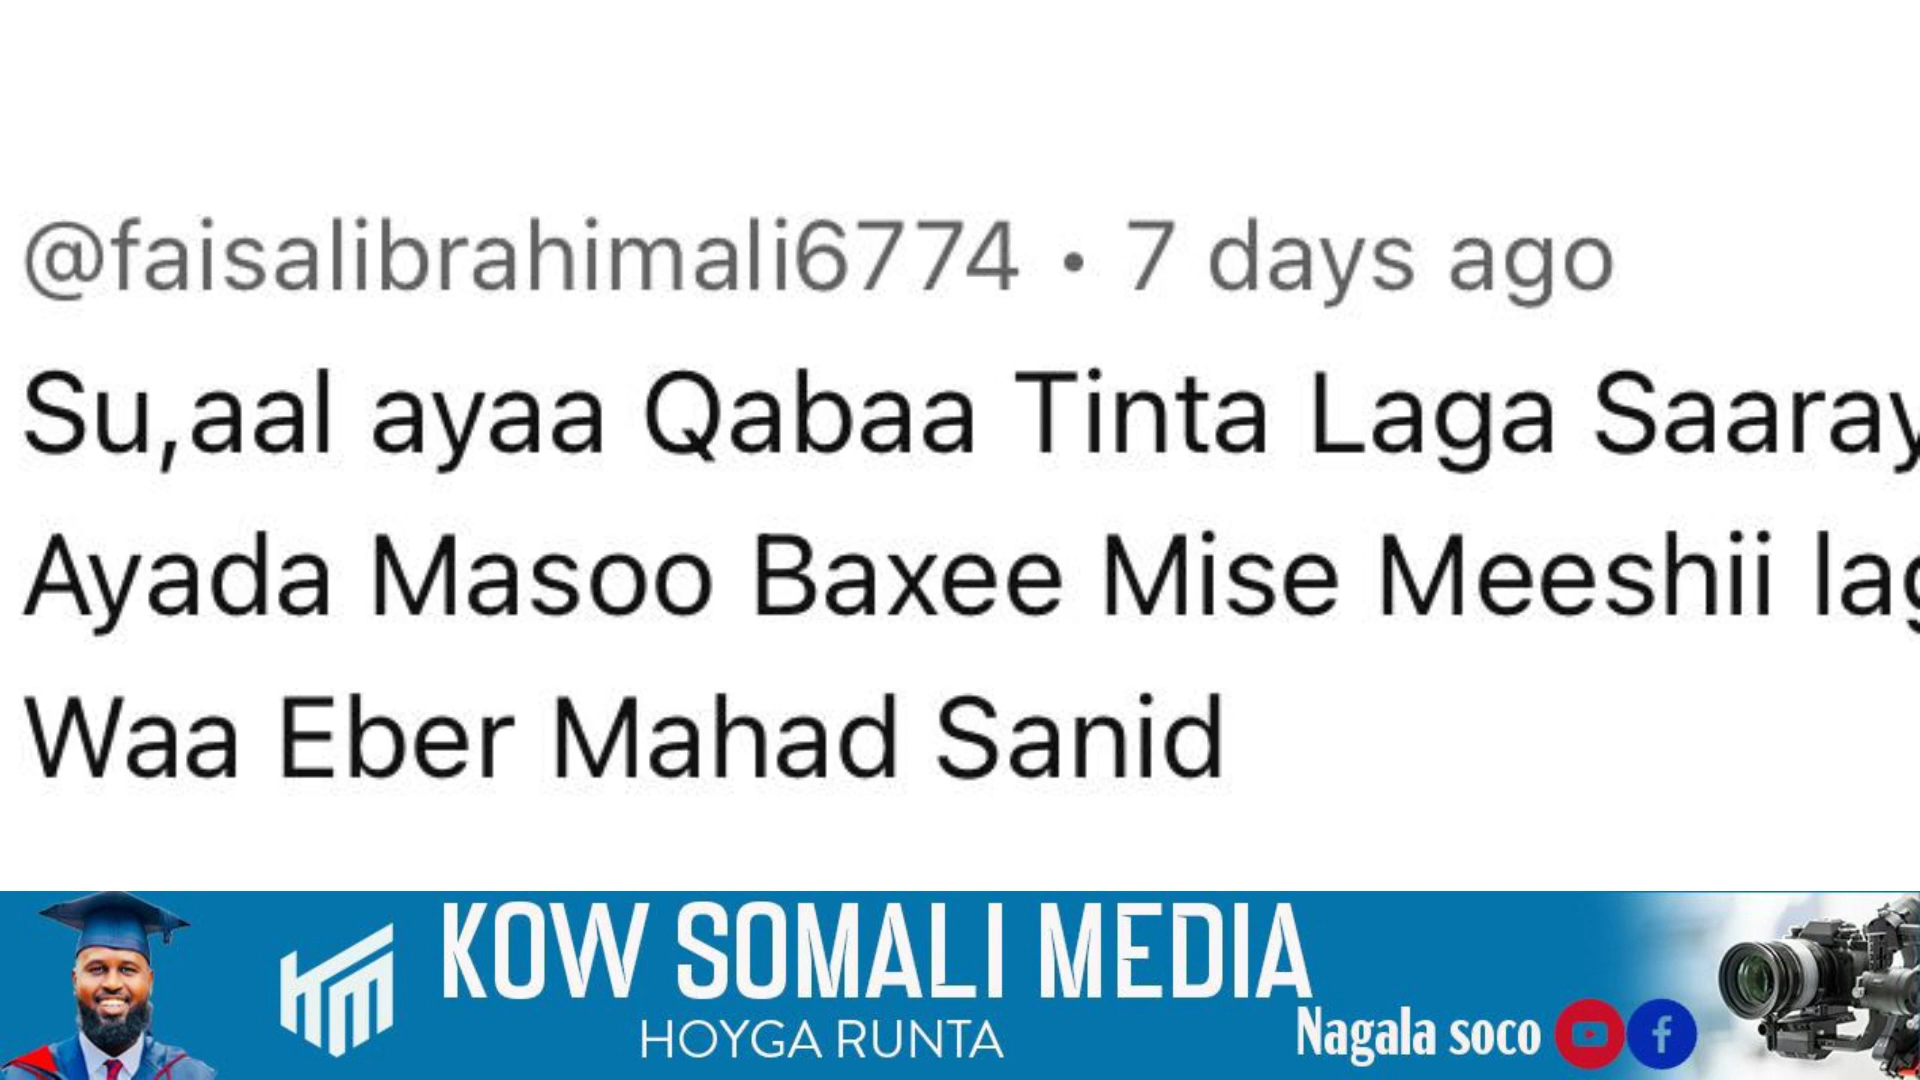 @faisalibrahimali6774 • 7 days ago
Su,aal ayaa Qabaa Tinta Laga Saaray
Ayada Masoo Baxee Mise Meeshii
Waa Eber Mahad Sanid
KOW SOMALI MEDIA
HOYGA RUNTA
Nagala soco